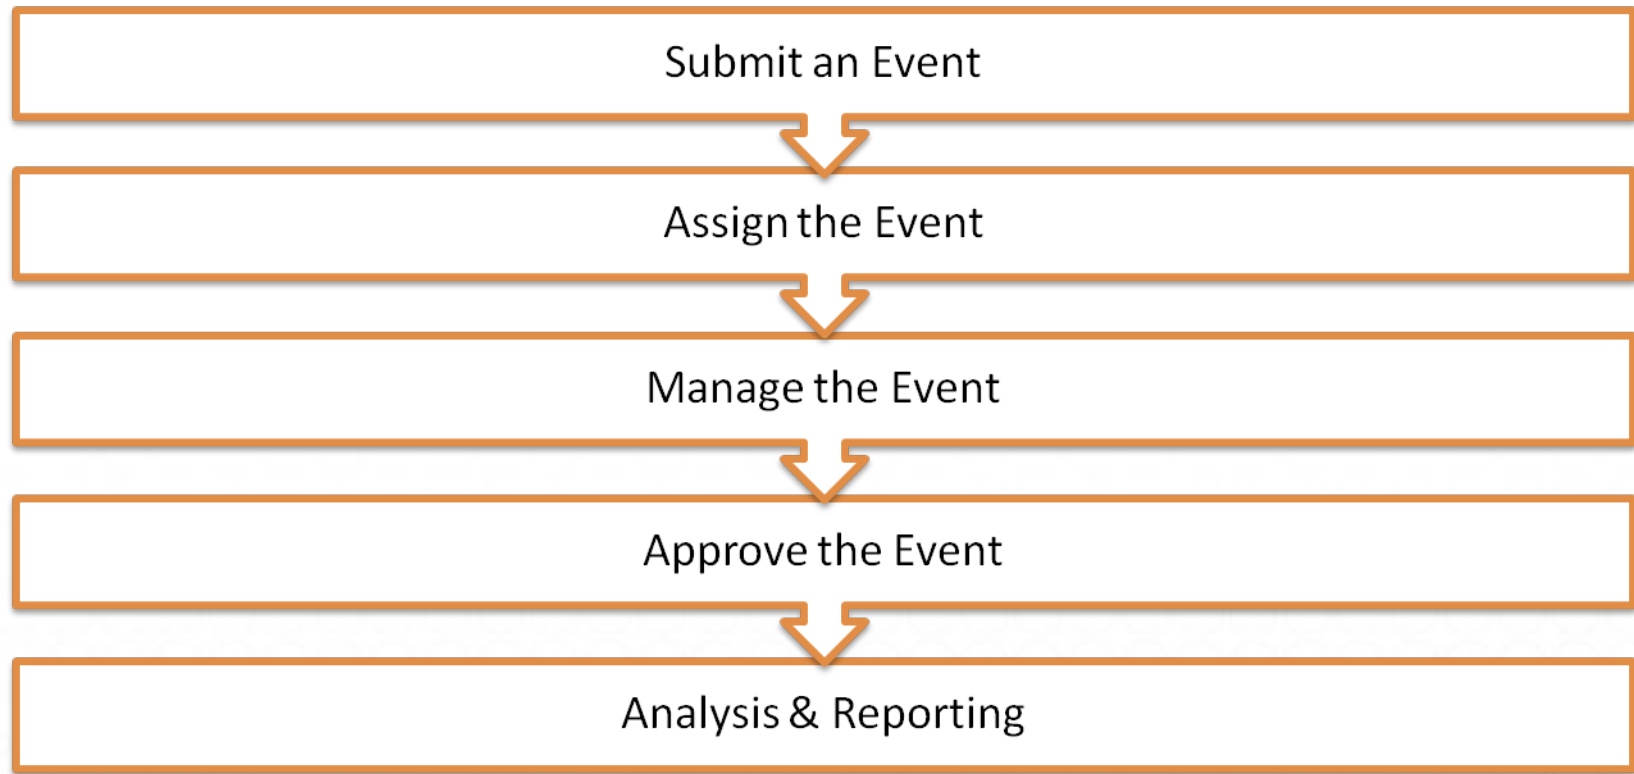 Submit an Event
Assign the Event
Manage the Event
Approve the Event
Analysis & Reporting